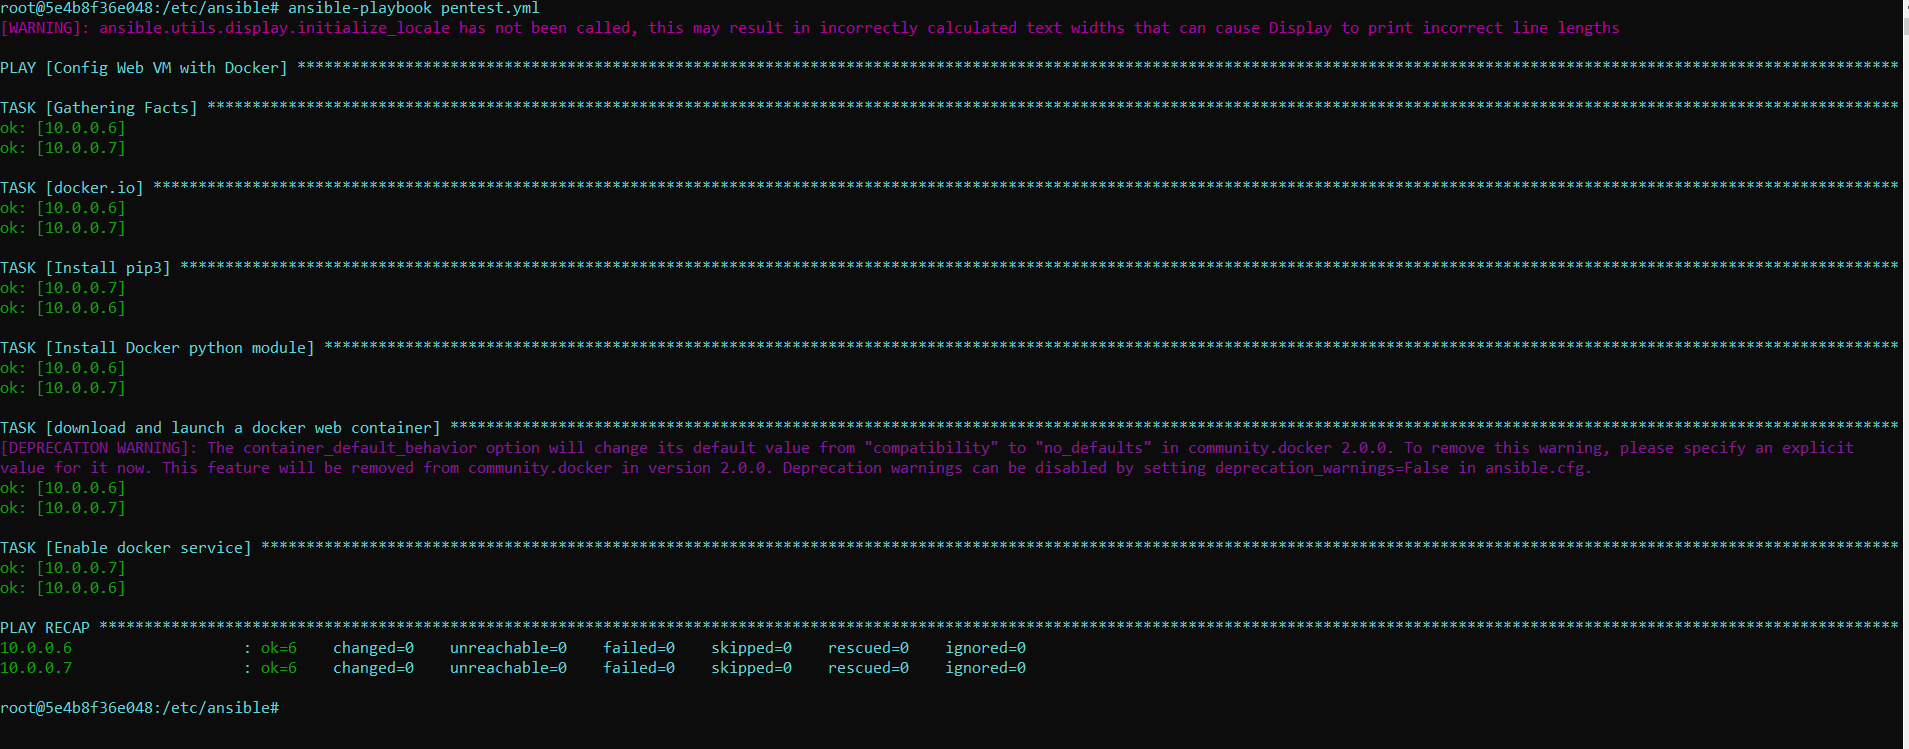 root@5e4b8f36e048:/etc/ansible# ansible-playbook pentest.yml
[WARNING]: ansible.utils.display.initialize_locale has not been called, this may result in incorrectly calculated text widths that can cause Display to print incorrect line lengths
PLAY [Config Web VM with Docker] **********************************************************************************************************************************************************************************
TASK [Gathering Facts] ********************************************************************************************************************************************************************************************
ok: [10.0.0.6]
ok: [10.0.0.7]
TASK [docker.io] **************************************************************************************************************************************************************************************************
ok: [10.0.0.6]
ok: [10.0.0.7]
TASK [Install pip3] ***********************************************************************************************************************************************************************************************
ok: [10.0.0.7]
ok: [10.0.0.6]
TASK [Install Docker python module] *******************************************************************************************************************************************************************************
ok: [10.0.0.6]
ok: [10.0.0.7]
TASK [download and launch a docker web container] *****************************************************************************************************************************************************************
[DEPRECATION WARNING]: The container_default_behavior option will change its default value from "compatibility" to "no_defaults" in community.docker 2.0.0. To remove this warning, please specify an explicit
value for it now. This feature will be removed from community.docker in version 2.0.0. Deprecation warnings can be disabled by setting deprecation_warnings=False in ansible.cfg.
ok: [10.0.0.6]
ok: [10.0.0.7]
TASK [Enable docker service] **************************************************************************************************************************************************************************************
ok: [10.0.0.7]
ok: [10.0.0.6]
PLAY RECAP ********************************************************************************************************************************************************************************************************
10.0.0.6                   : ok=6    changed=0    unreachable=0    failed=0    skipped=0    rescued=0    ignored=0
10.0.0.7                   : ok=6    changed=0    unreachable=0    failed=0    skipped=0    rescued=0    ignored=0
root@5e4b8f36e048:/etc/ansible#